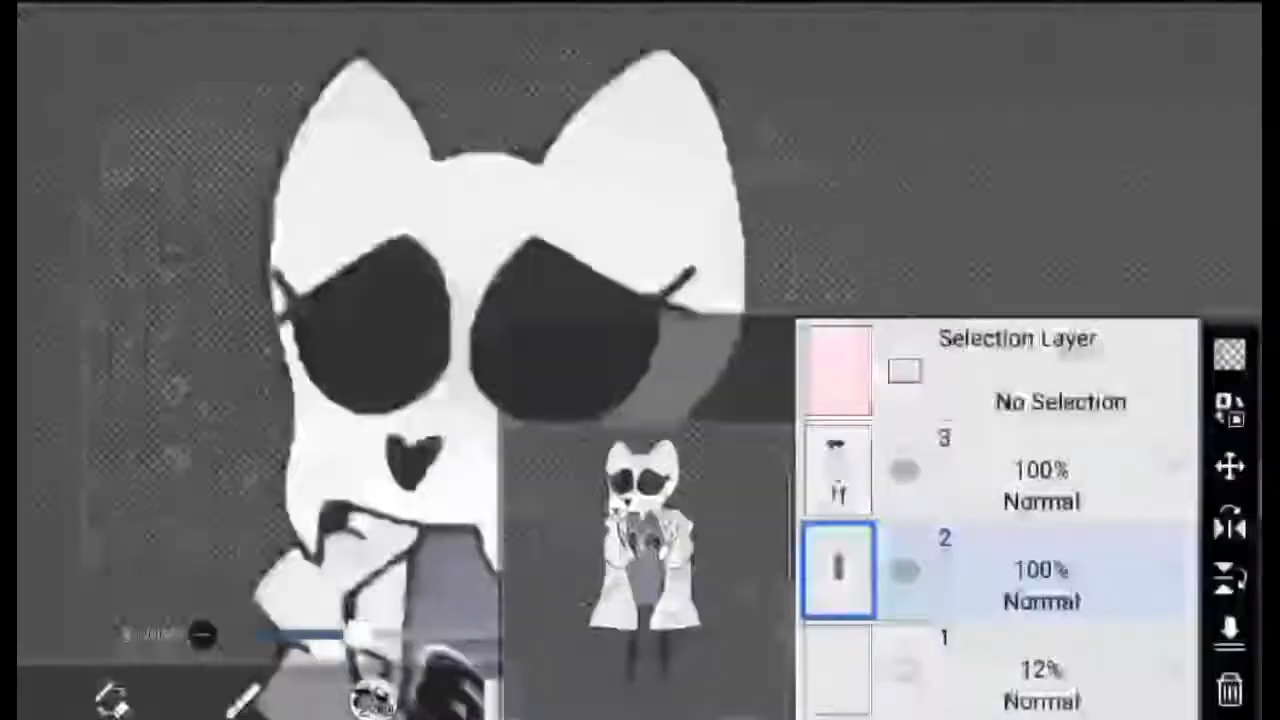 Selection Layer
No Selection
3
100%
Normal
2
100%
Normal
1
12%
Normal